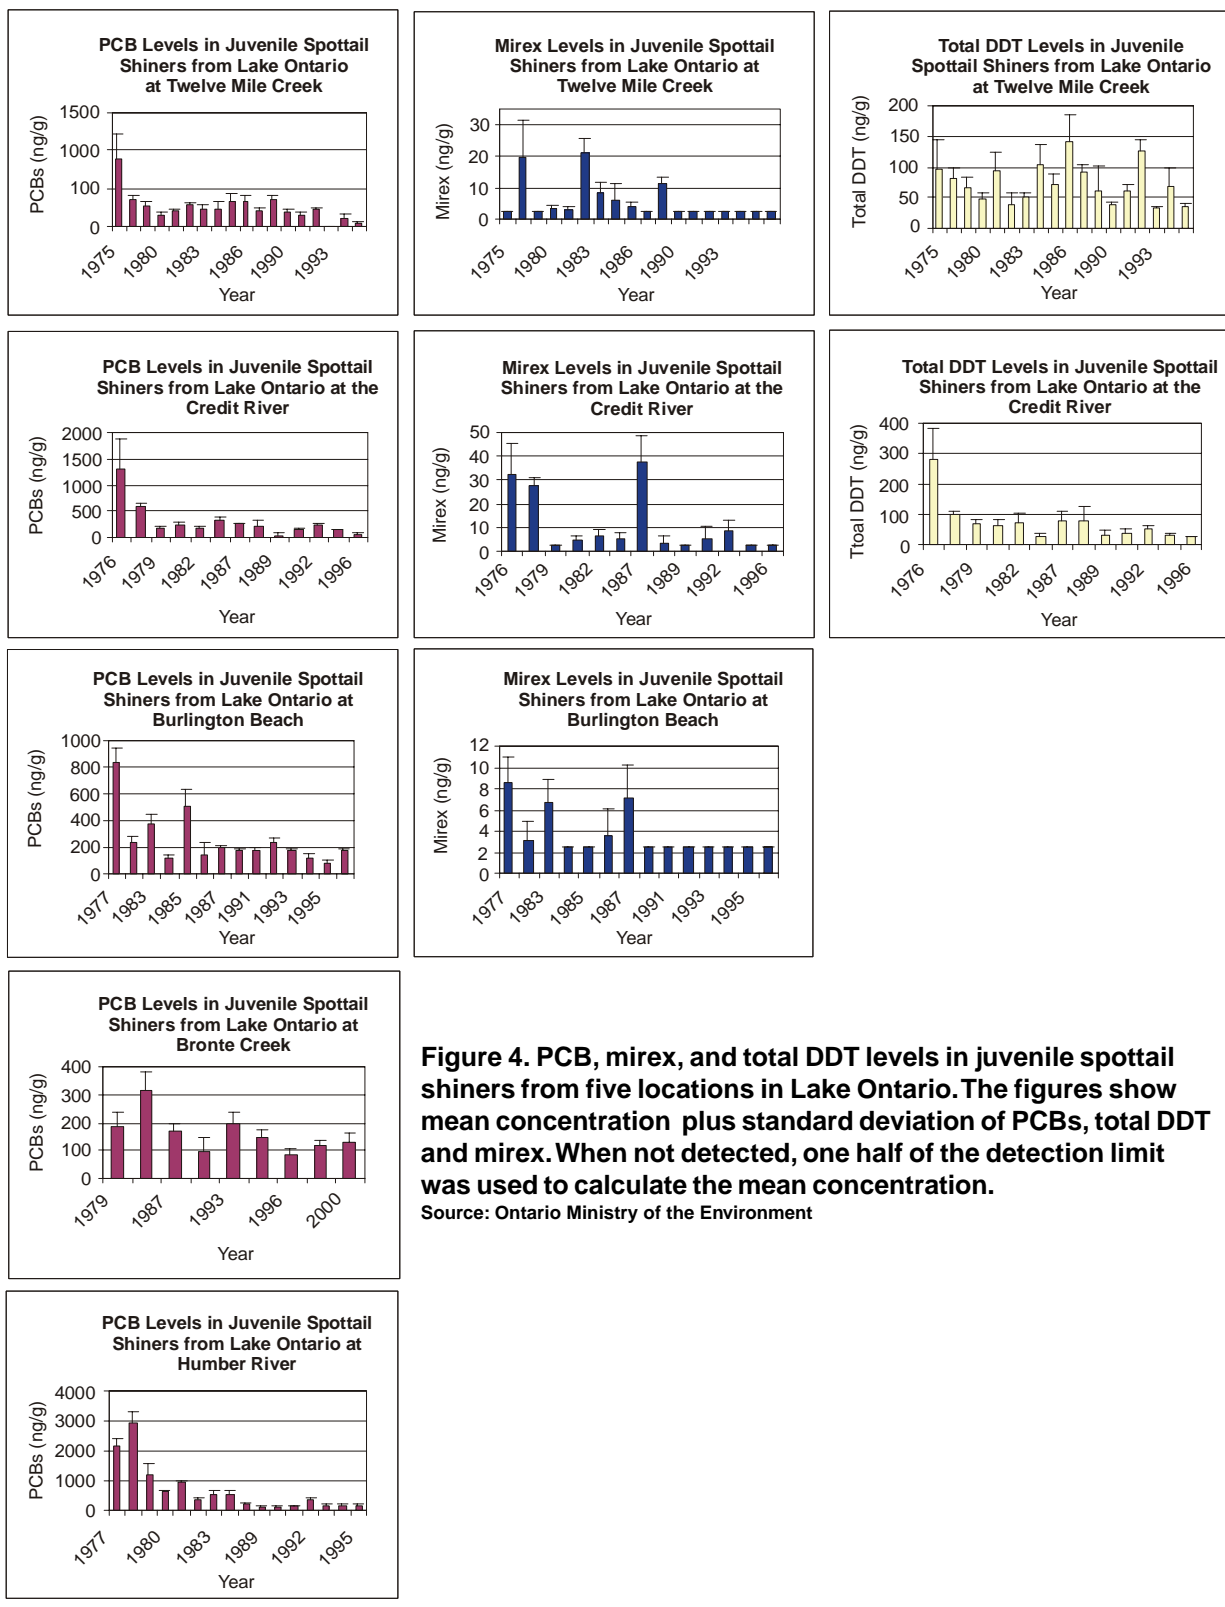 PCB Levels in Juvenile Spottail
Shiners from Lake Ontario
at Twelve Mile Creek
PCBs (ng/g)
1500
1000
100
0
1975
1980
1983
1986
1990
1993
Year
Mirex Levels in Juvenile Spottail
Shiners from Lake Ontario at
Twelve Mile Creek
Mirex (ng/g)
30
20
10
0
1975
1980
1983
1986
1990
1993
Year
Total DDT Levels in Juvenile
Spottail Shiners from Lake Ontario
at Twelve Mile Creek
Total DDT (ng/g)
200
150
100
50
0
1975
1980
1983
1986
1990
1993
Year
PCB Levels in Juvenile Spottail
Shiners from Lake Ontario at the
Credit River
PCBs (ng/g)
2000
1500
1000
500
0
1976
1979
1982
1987
1989
1992
1996
Year
Mirex Levels in Juvenile Spottail
Shiners from Lake Ontario at the
Credit River
Mirex (ng/g)
50
40
30
20
10
0
1976
1979
1982
1987
1989
1992
1996
Year
Total DDT Levels in Juvenile Spottail
Shiners from Lake Ontario at the
Credit River
Ttoal DDT (ng/g)
400
300
200
100
0
1976
1979
1982
1987
1989
1992
1996
Year
PCB Levels in Juvenile Spottail
Shiners from Lake Ontario at
Burlington Beach
PCBs (ng/g)
1000
800
600
400
200
0
1977
1983
1985
1987
1991
1993
1995
Year
Mirex Levels in Juvenile Spottail
Shiners from Lake Ontario at
Burlington Beach
Mirex (ng/g)
12
10
8
6
4
2
0
1977
1983
1985
1987
1991
1993
1995
Year
PCB Levels in Juvenile Spottail
Shiners from Lake Ontario at
Bronte Creek
PCBs (ng/g)
400
300
200
100
0
1979
1987
1993
1996
2000
Year
Figure 4. PCB, mirex, and total DDT levels in juvenile spottail
shiners from five locations in Lake Ontario. The figures show
mean concentration plus standard deviation of PCBs, total DDT
and mirex. When not detected, one half of the detection limit
was used to calculate the mean concentration.
Source: Ontario Ministry of the Environment
PCB Levels in Juvenile Spottail
Shiners from Lake Ontario at
Humber River
PCBs (ng/g)
4000
3000
2000
1000
0
1977
1980
1983
1989
1992
1995
Year